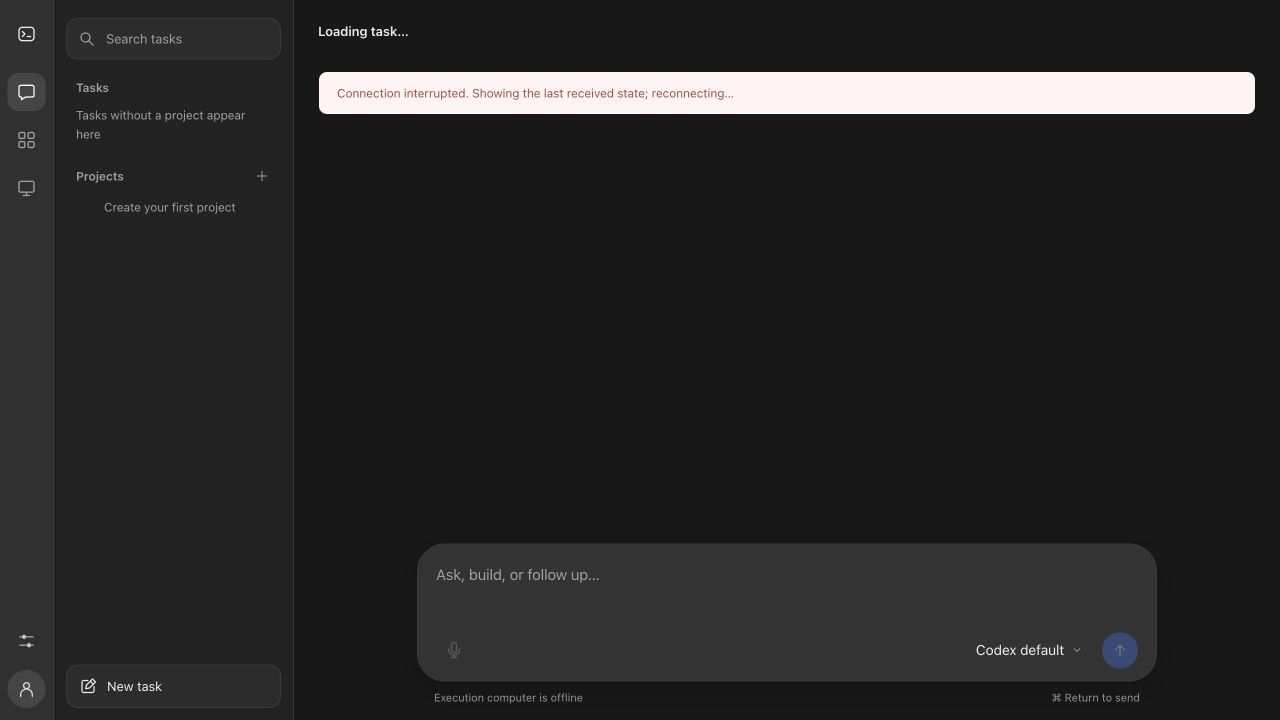 Search tasks
Tasks
Tasks without a project appear
here
Projects
Create your first project
New task
Loading task...
Connection interrupted. Showing the last received state; reconnecting...
Ask, build, or follow up...
Codex default
Execution computer is offline
⌘ Return to send